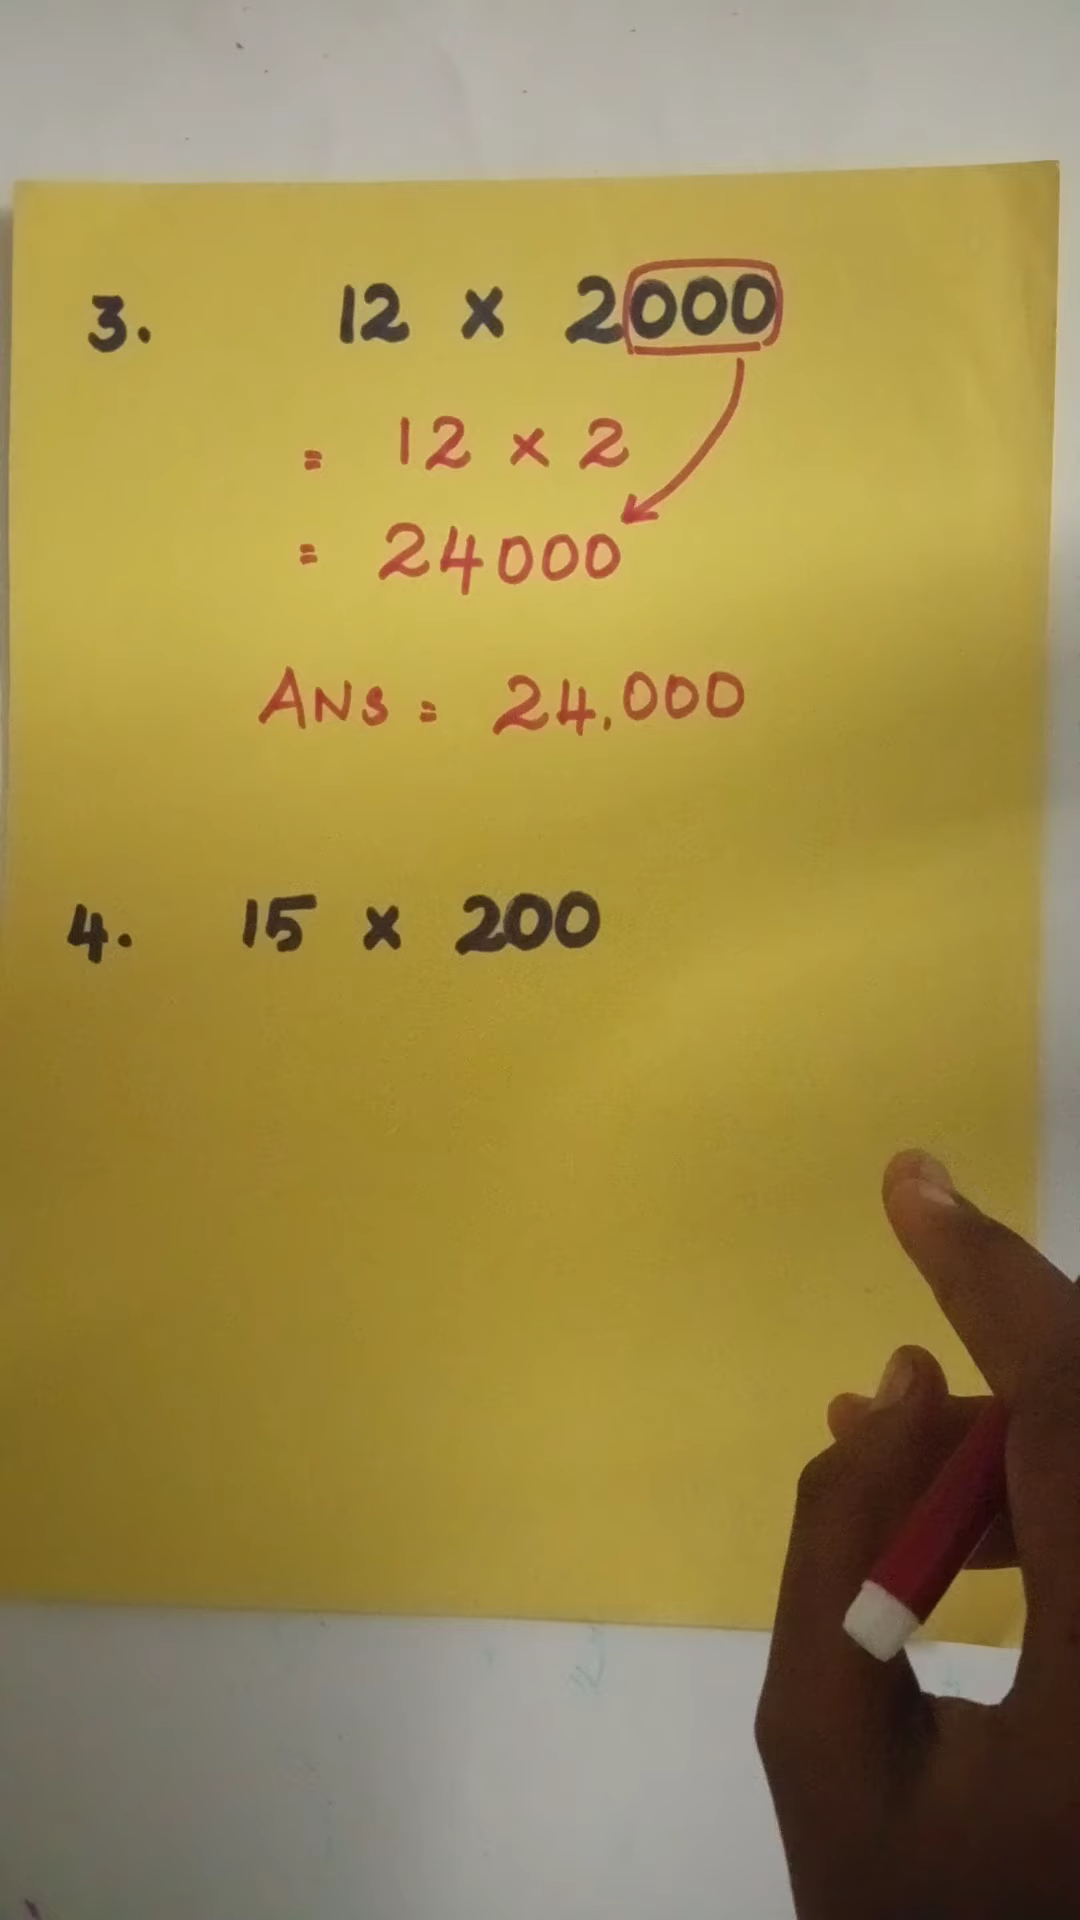 3. 12 x 2000
= 12 x 2
= 24000
ANS = 24,000
4. 15 x 200